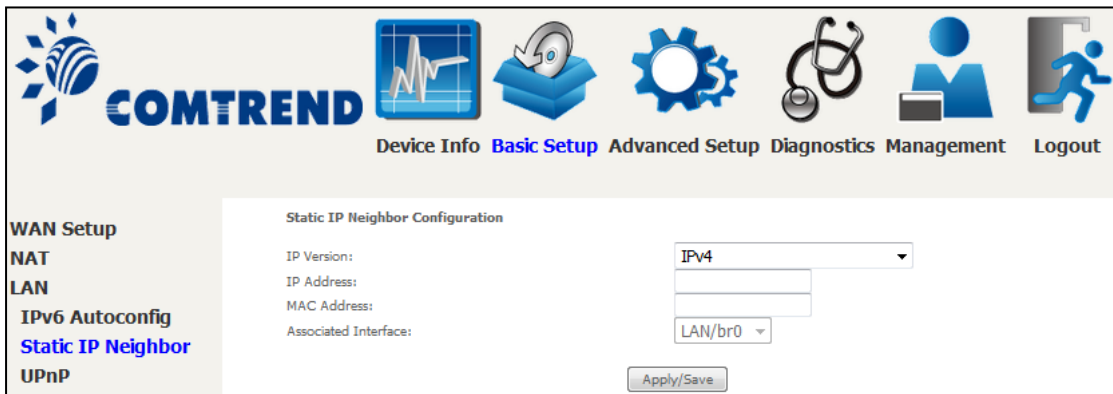 COMTREND
Device Info Basic Setup Advanced Setup Diagnostics Management Logout
WAN Setup
NAT
LAN
IPv6 Autoconfig
Static IP Neighbor
UPnP
Static IP Neighbor Configuration
IP Version: IPv4
IP Address:
MAC Address:
Associated Interface: LAN/br0
Apply/Save